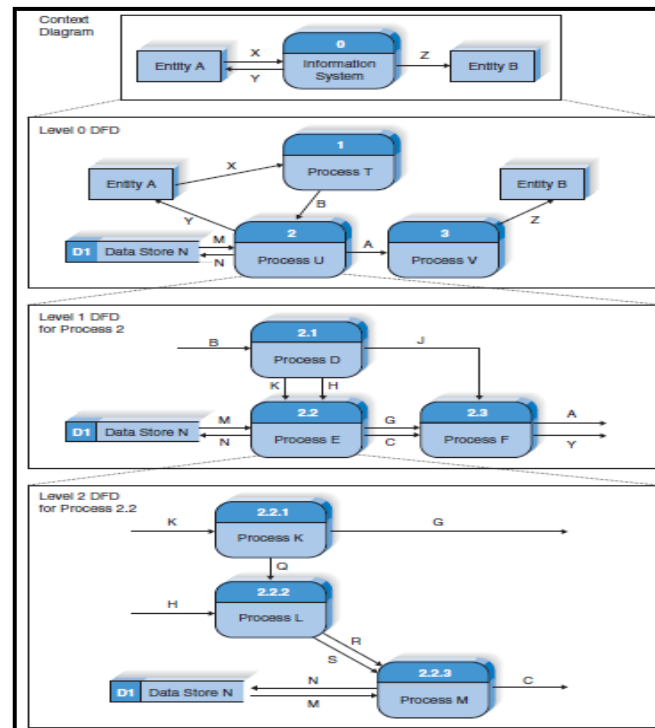 Context
Diagram
0
Information
System
Entity A
X
Y
Z
Entity B
Level 0 DFD
1
Process T
Entity A
X
B
Y
Entity B
Z
D1 Data Store N
M
N
2
Process U
A
3
Process V
Level 1 DFD
for Process 2
B
2.1
Process D
J
K
H
D1 Data Store N
M
N
2.2
Process E
G
C
2.3
Process F
A
Y
Level 2 DFD
for Process 2.2
K
2.2.1
Process K
G
Q
H
2.2.2
Process L
R
S
D1 Data Store N
N
M
2.2.3
Process M
C